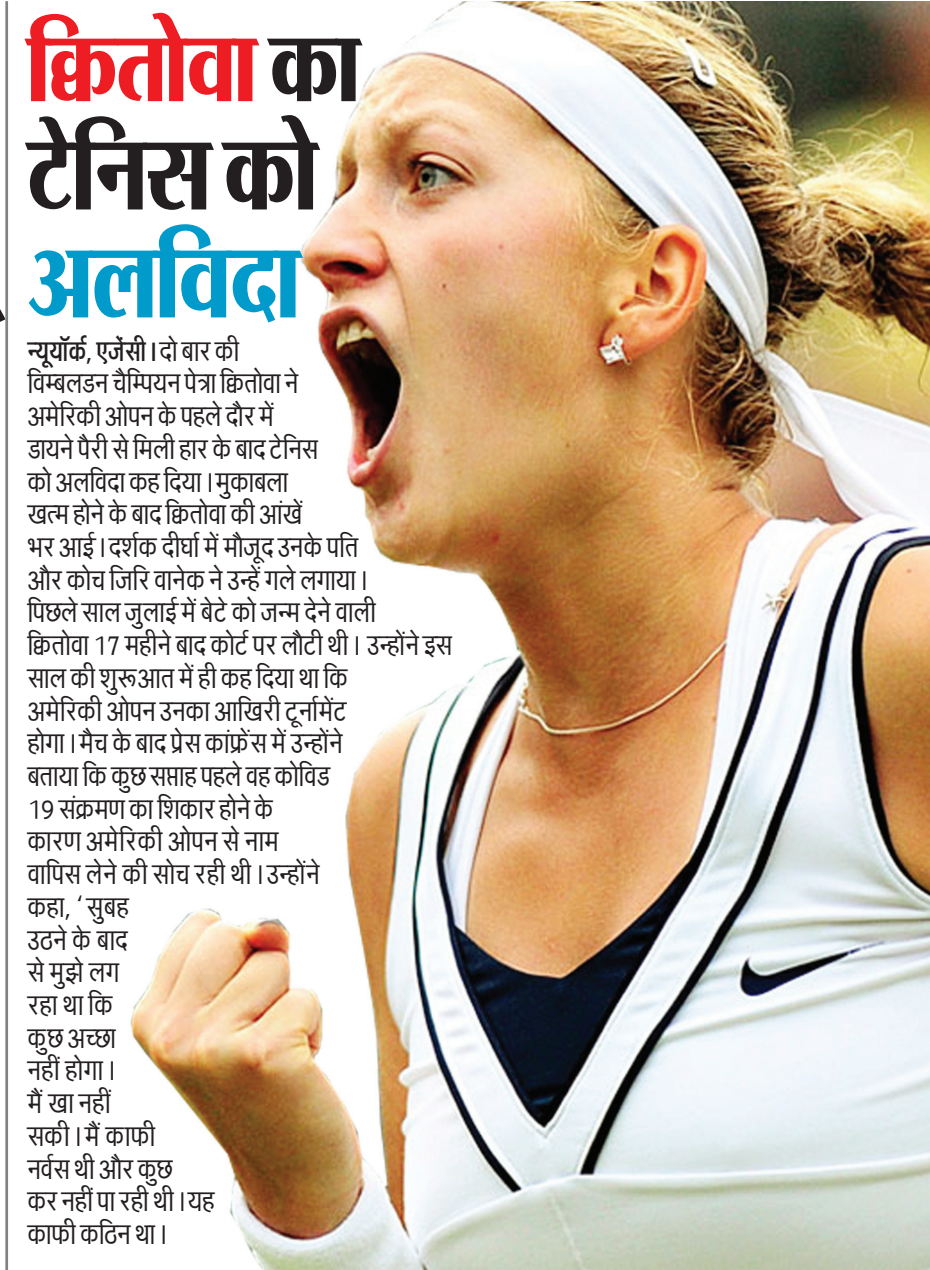 क्वितोवा का
टेनिस को
अलविदा
न्यूयॉर्क, एजेंसी। दो बार की
विम्बलडन चैम्पियन पेत्रा क्वितोवा ने
अमेरिकी ओपन के पहले दौर में
डायने पैरी से मिली हार के बाद टेनिस
को अलविदा कह दिया। मुकाबला
खत्म होने के बाद क्वितोवा की आंखें
भर आई। दर्शक दीर्घा में मौजूद उनके पति
और कोच जिरि वानेक ने उन्हें गले लगाया।
पिछले साल जुलाई में बेटे को जन्म देने वाली
क्वितोवा 17 महीने बाद कोर्ट पर लौटी थी। उन्होंने इस
साल की शुरूआत में ही कह दिया था कि
अमेरिकी ओपन उनका आखिरी टूर्नामेंट
होगा। मैच के बाद प्रेस कांफ्रेंस में उन्होंने
बताया कि कुछ सप्ताह पहले वह कोविड
19 संक्रमण का शिकार होने के
कारण अमेरिकी ओपन से नाम
वापिस लेने की सोच रही थी। उन्होंने
कहा, ‘सुबह
उठने के बाद
से मुझे लग
रहा था कि
कुछ अच्छा
नहीं होगा।
मैं खा नहीं
सकी। मैं काफी
नर्वस थी और कुछ
कर नहीं पा रही थी। यह
काफी कठिन था।